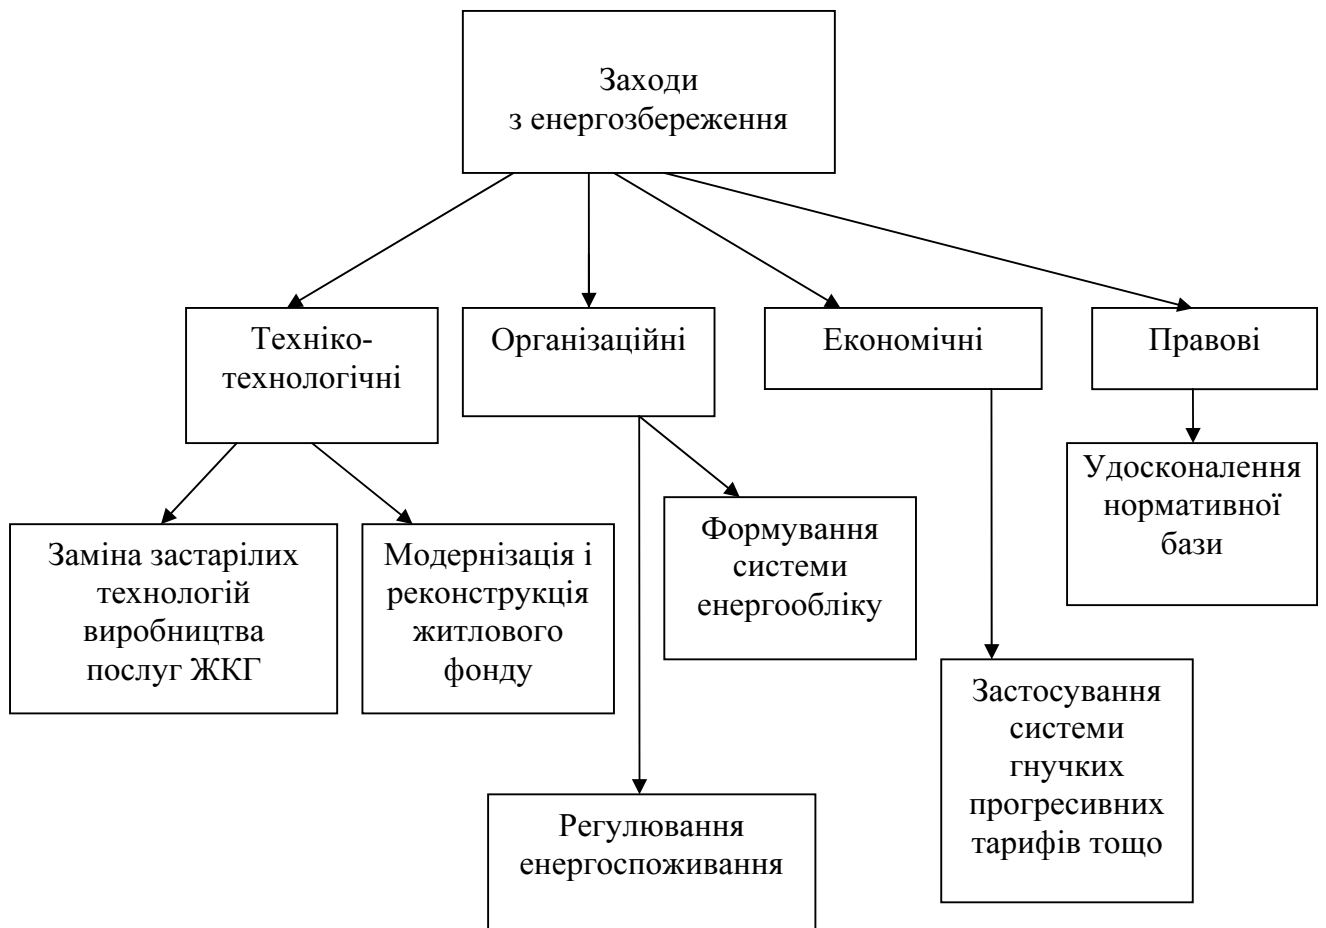 Заходи
з енергозбереження
Техніко-
технологічні
Організаційні
Економічні
Правові
Заміна застарілих
технологій
виробництва
послуг ЖКГ
Модернізація і
реконструкція
житлового
фонду
Формування
системи
енергообліку
Удосконалення
нормативної
бази
Регулювання
енергоспоживання
Застосування
системи
гнучких
прогресивних
тарифів тощо